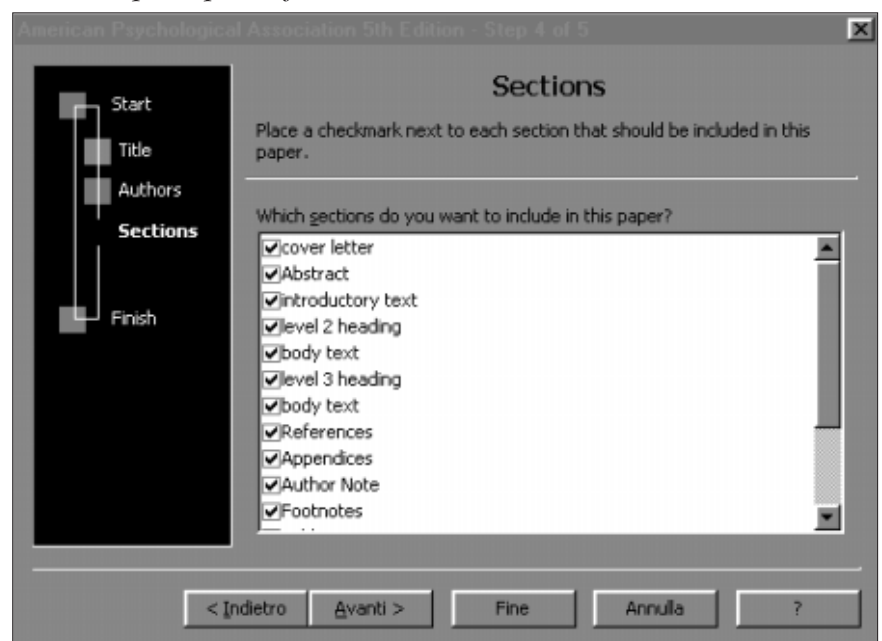 American Psychological Association 5th Edition - Step 4 of 5
Start
Title
Authors
Sections
Finish
Sections
Place a checkmark next to each section that should be included in this
paper.
Which sections do you want to include in this paper?
cover letter
Abstract
introductory text
level 2 heading
body text
level 3 heading
body text
References
Appendices
Author Note
Footnotes
< Indietro
Avanti >
Fine
Annulla
?